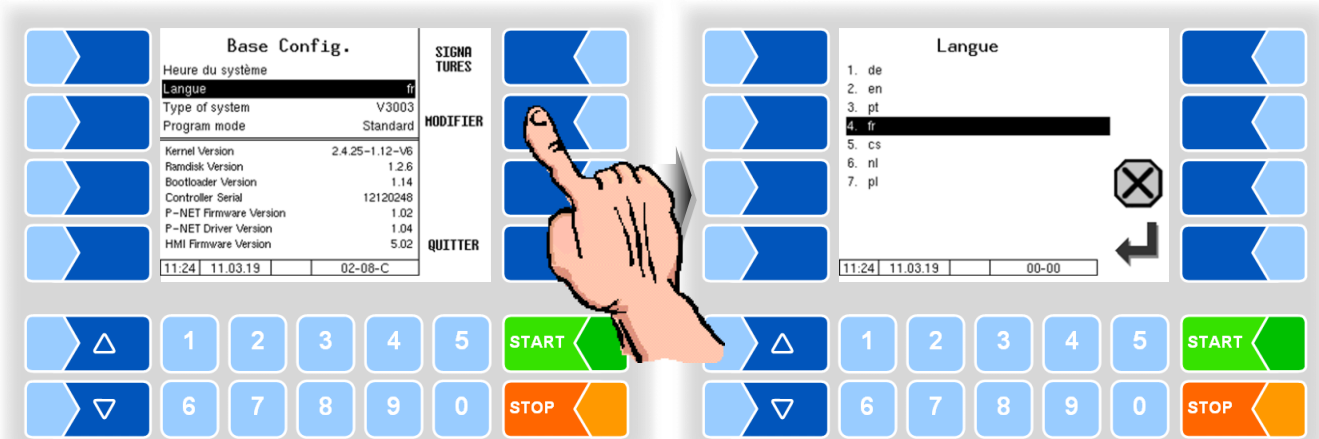 Base Config.
Heure du système
Langue fr
Type of system V3003
Program mode Standard
Kernel Version 2.4.25-1.12-V6
Ramdisk Version 1.2.6
Bootloader Version 1.14
Controller Serial 12120248
P-NET Firmware Version 1.02
P-NET Driver Version 1.04
HMI Firmware Version 5.02
11:24 11.03.19 02-08-C
SIGNA
TURES
MODIFIER
QUITTER
1 2 3 4 5 START
6 7 8 9 0 STOP
Langue
1. de
2. en
3. pt
4. fr
5. cs
6. nl
7. pl
11:24 11.03.19 00-00
1 2 3 4 5 START
6 7 8 9 0 STOP